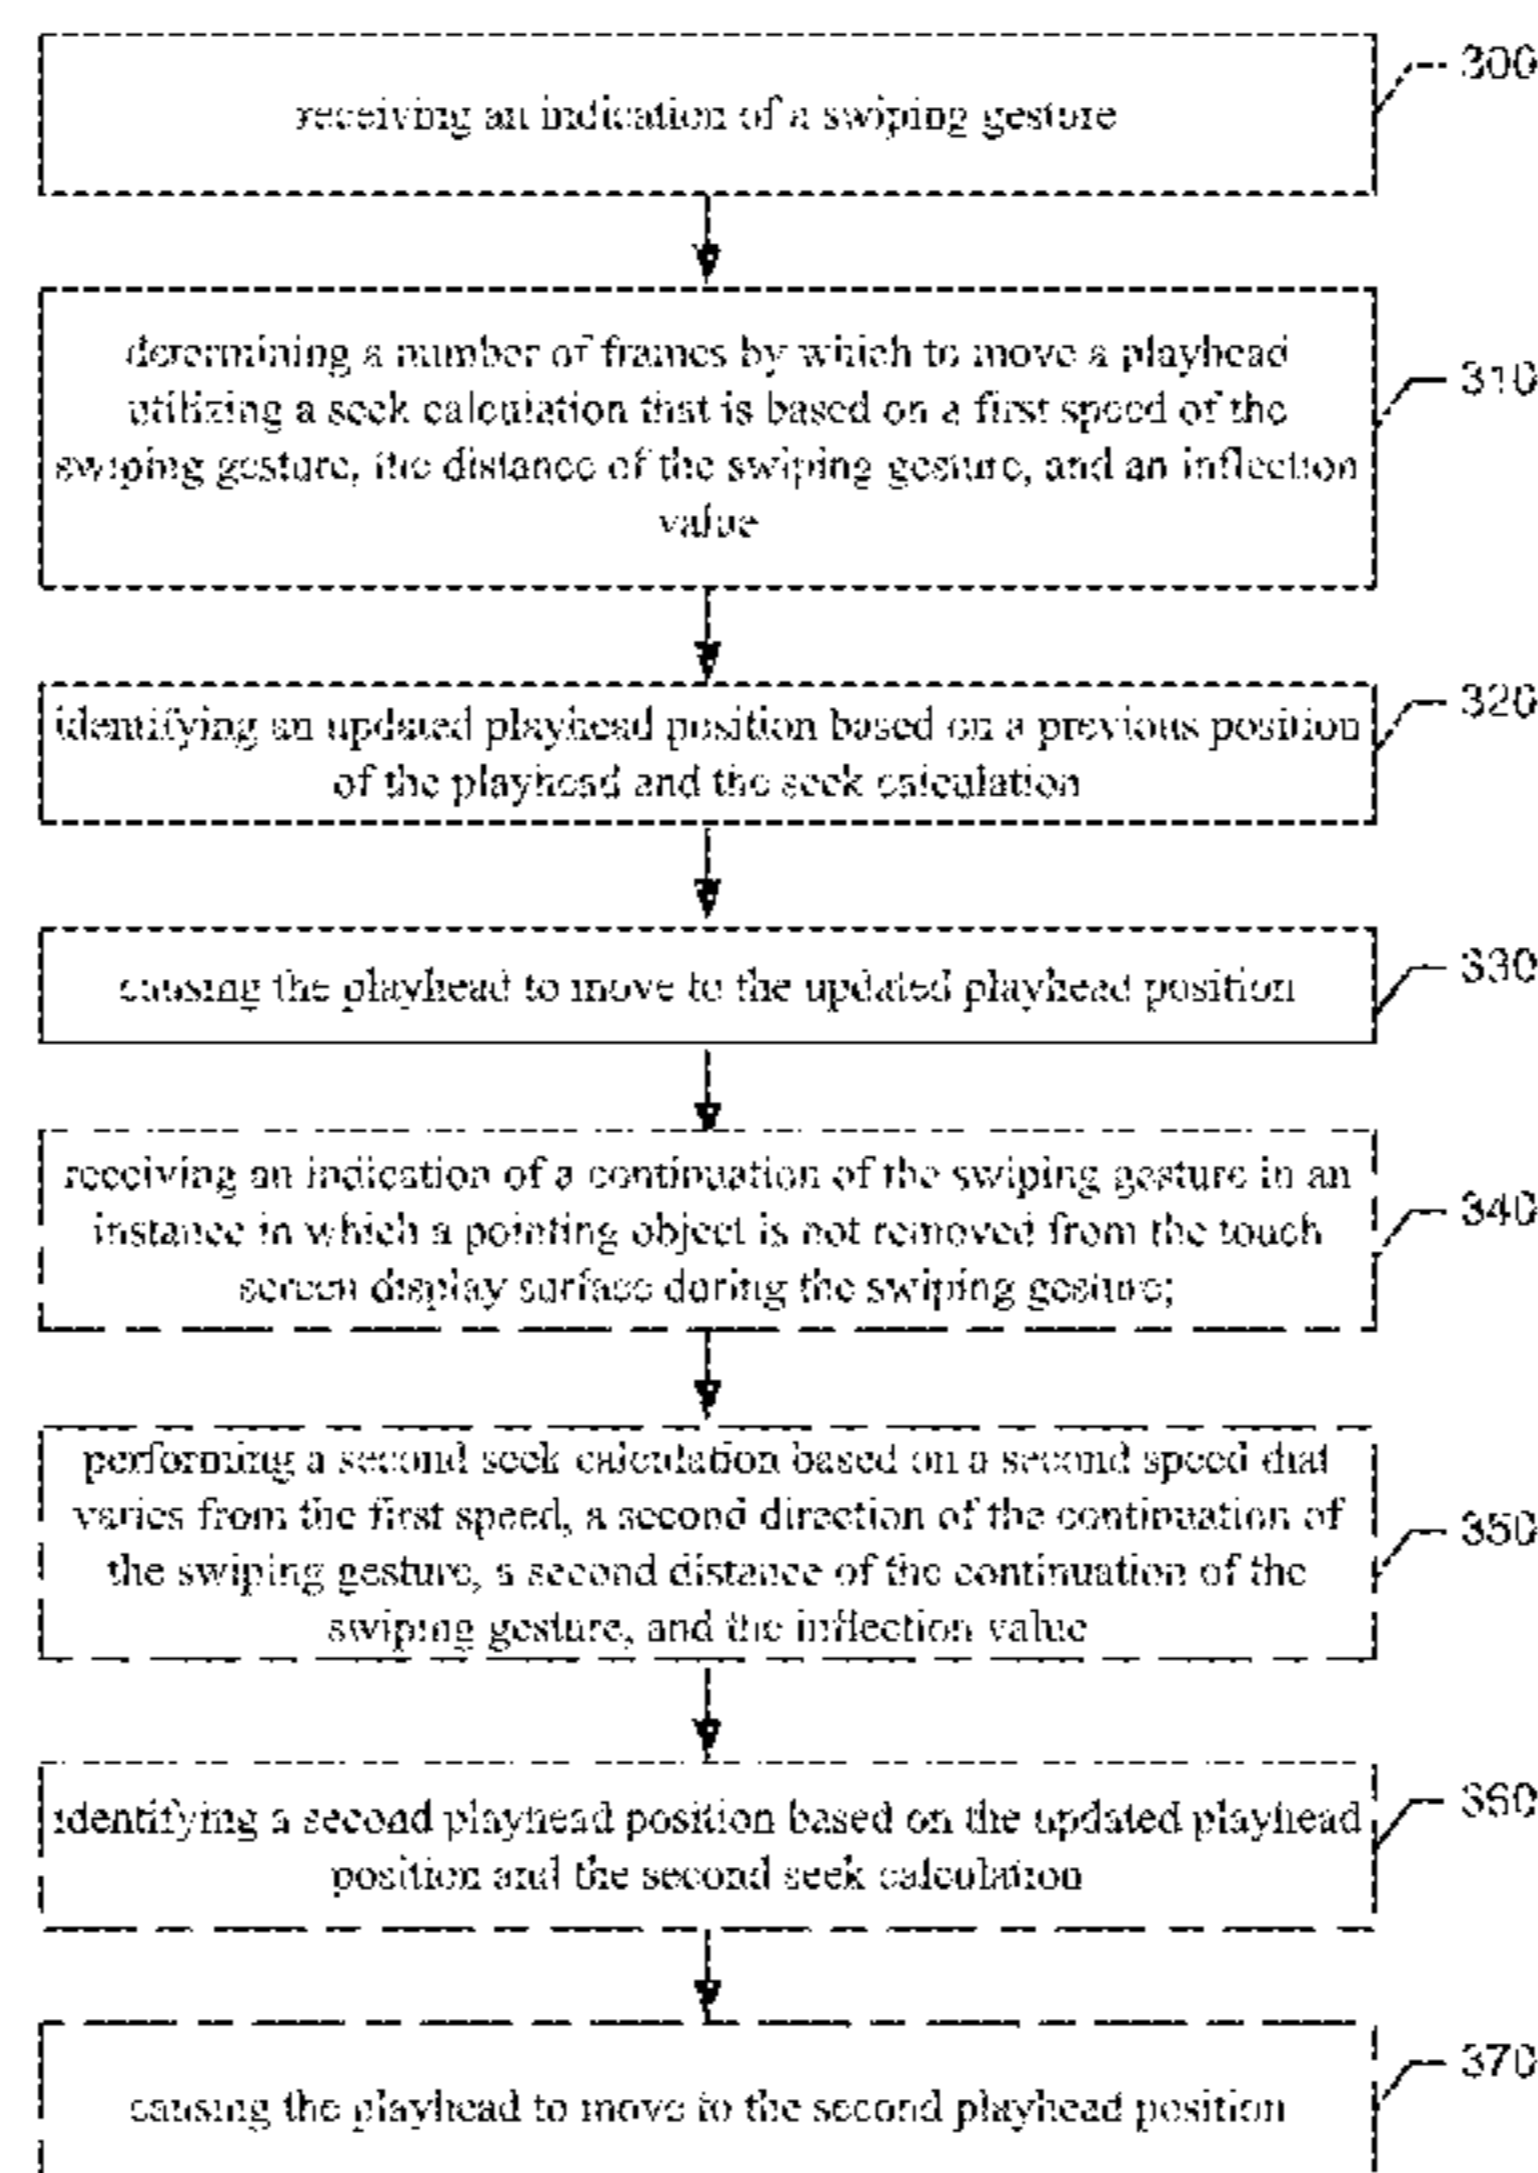 receiving an indication of a swiping gesture
300
determining a number of frames by which to move a playhead
utilizing a seek calculation that is based on a first speed of the
swiping gesture, the distance of the swiping gesture, and an inflection
value
310
identifying an updated playhead position based on a previous position
of the playhead and the seek calculation
320
causing the playhead to move to the updated playhead position
330
receiving an indication of a continuation of the swiping gesture in an
instance in which a pointing object is not removed from the touch
screen display surface during the swiping gesture;
340
performing a second seek calculation based on a second speed that
varies from the first speed, a second direction of the continuation of
the swiping gesture, a second distance of the continuation of the
swiping gesture, and the inflection value
350
identifying a second playhead position based on the updated playhead
position and the second seek calculation
360
causing the playhead to move to the second playhead position
370